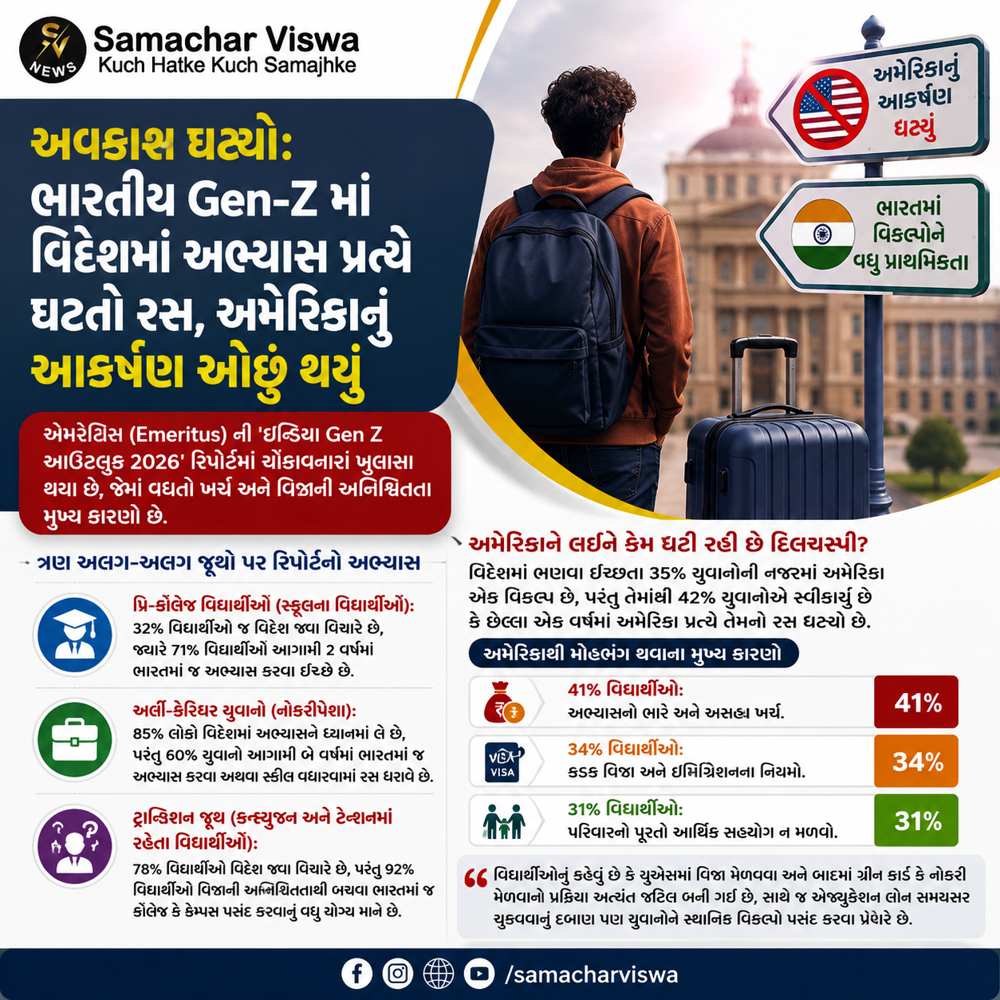 SV
NEWS
Samachar Viswa
Kuch Hatke Kuch Samajhke
અવકાશ ઘટ્યો:
ભારતીય Gen-Z માં
વિદેશમાં અભ્યાસ પ્રત્યે
ઘટતો રસ, અમેરિકાનું
આકર્ષણ ઓછું થયું
અમેરિકાનું
આકર્ષણ
ઘટ્યું
ભારતમાં
વિકલ્પોને
વધુ પ્રાથમિકતા
(Emeritus) ની 'ઇન્ડિયા Gen Z
આઉટલુક 2026' રિપોર્ટમાં ચોંકાવનારાં ખુલાસા
થયા છે, જેમાં વધતો ખર્ચ અને વિઝાની અનિશ્ચિતતા
મુખ્ય કારણો છે.
ત્રણ અલગ-અલગ જૂથો પર રિપોર્ટનો અભ્યાસ
પ્રિ-કોલેજ વિદ્યાર્થીઓ (સ્કૂલના વિદ્યાર્થીઓ):
32% વિદ્યાર્થીઓ જ વિદેશ જવા વિચારે છે,
જ્યારે 71% વિદ્યાર્થીઓ આગામી 2 વર્ષમાં
ભારતમાં જ અભ્યાસ કરવા ઈચ્છે છે.
અર્લી-કેરિયર યુવાનો (નોકરીપેશા):
85% લોકો વિદેશમાં અભ્યાસને ધ્યાનમાં લે છે,
પરંતુ 60% યુવાનો આગામી બે વર્ષમાં ભારતમાં જ
અભ્યાસ કરવા અથવા સ્કીલ વધારવામાં રસ ધરાવે છે.
ટ્રાન્ઝિશન જૂથ (કન્ફ્યુજન અને ટેન્શનમાં
રહેતા વિદ્યાર્થીઓ):
78% વિદ્યાર્થીઓ વિદેશ જવા વિચારે છે, પરંતુ 92%
વિદ્યાર્થીઓ વિઝાની અનિશ્ચિતતાથી બચવા ભારતમાં જ
કોલેજ કે કેમ્પસ પસંદ કરવાનું વધુ યોગ્ય માને છે.
અમેરિકાને લઈને કેમ ઘટી રહી છે દિલચસ્પી?
વિદેશમાં ભણવા ઈચ્છતા 35% યુવાનોની નજરમાં અમેરિકા
એક વિકલ્પ છે, પરંતુ તેમાંથી 42% યુવાનોએ સ્વીકાર્યુ છે
કે છેલ્લા એક વર્ષમાં અમેરિકા પ્રત્યે તેમનો રસ ઘટ્યો છે.
અમેરિકાથી મોહભંગ થવાના મુખ્ય કારણો
41% વિદ્યાર્થીઓ:
અભ્યાસનો ભારે અને અસહ્ય ખર્ચ.
41%
VISA
34% વિદ્યાર્થીઓ:
કડક વિજા અને ઇમિગ્રેશનના નિયમો.
34%
31% વિદ્યાર્થીઓ:
પરિવારનો પૂરતો આર્થિક સહયોગ ન મળવો.
31%
વિદ્યાર્થીઓનું કહેવું છે કે યુએસમાં વિજા મેળવવા અને બાદમાં ગ્રીન કાર્ડ કે નોકરી
મેળવાનો પ્રક્રિયા અત્યંત જટિલ બની ગઈ છે, સાથે જ એજ્યુકેશન લોન સમયસર
ચુકવવાનું દબાણ પણ યુવાનોને સ્થાનિક વિકલ્પો પસંદ કરવા છે.
/samacharviswa